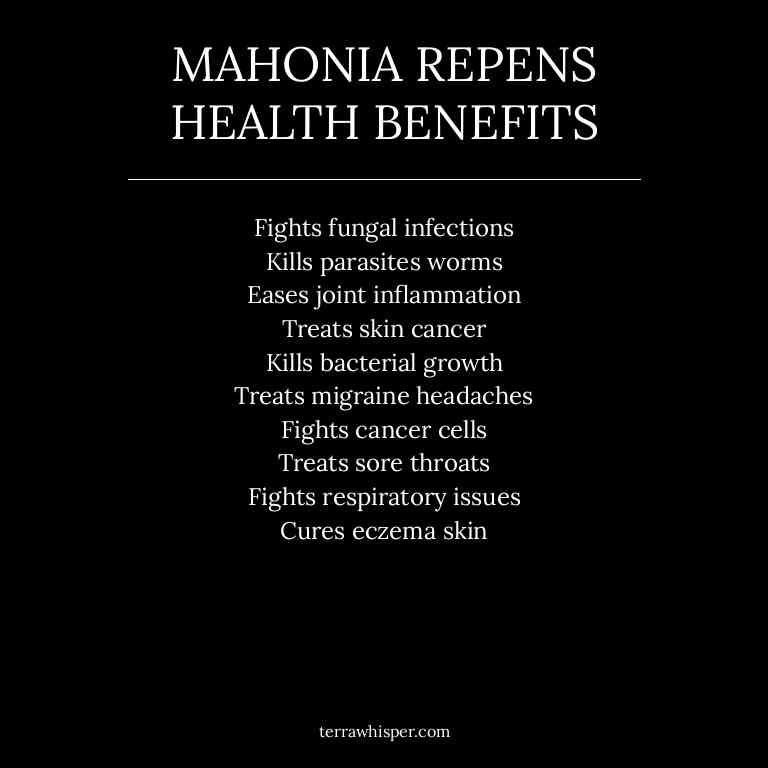 MAHONIA REPENS
HEALTH BENEFITS
Fights fungal infections
Kills parasites worms
Eases joint inflammation
Treats skin cancer
Kills bacterial growth
Treats migraine headaches
Fights cancer cells
Treats sore throats
Fights respiratory issues
Cures eczema skin
terrawhisper.com